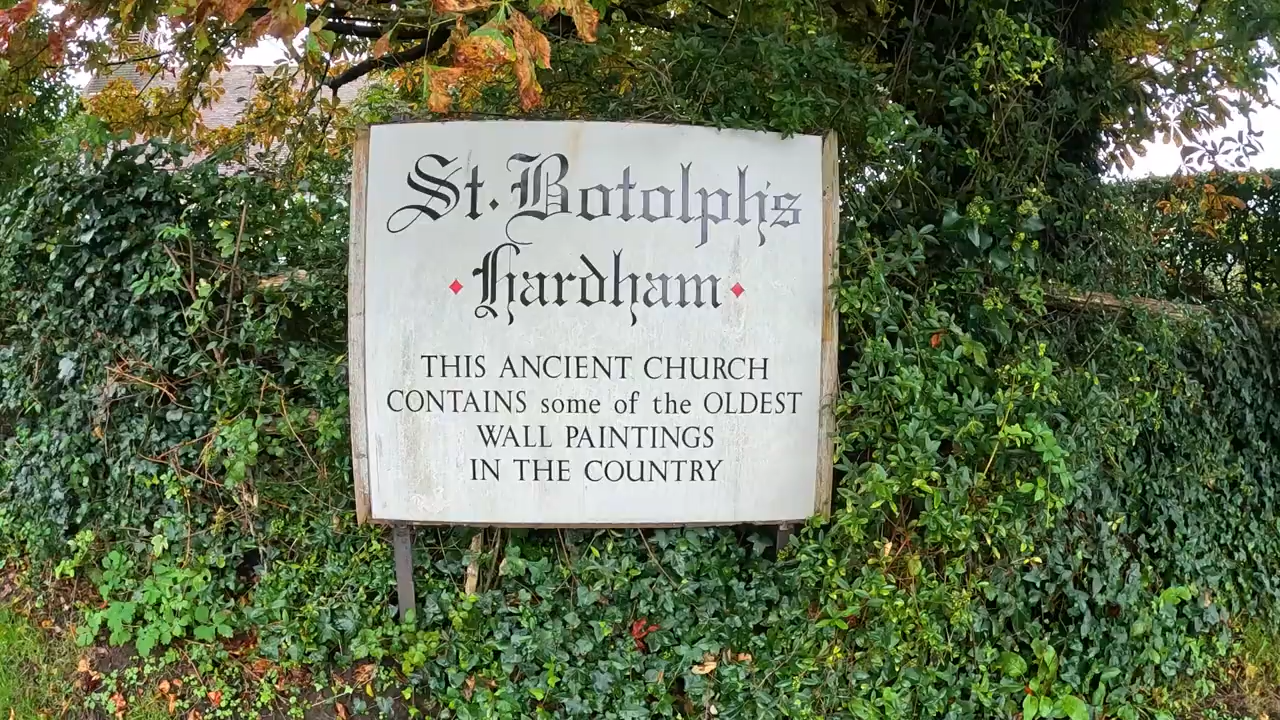 St. Botolph's
Hardham
THIS ANCIENT CHURCH
CONTAINS some of the OLDEST
WALL PAINTINGS
IN THE COUNTRY